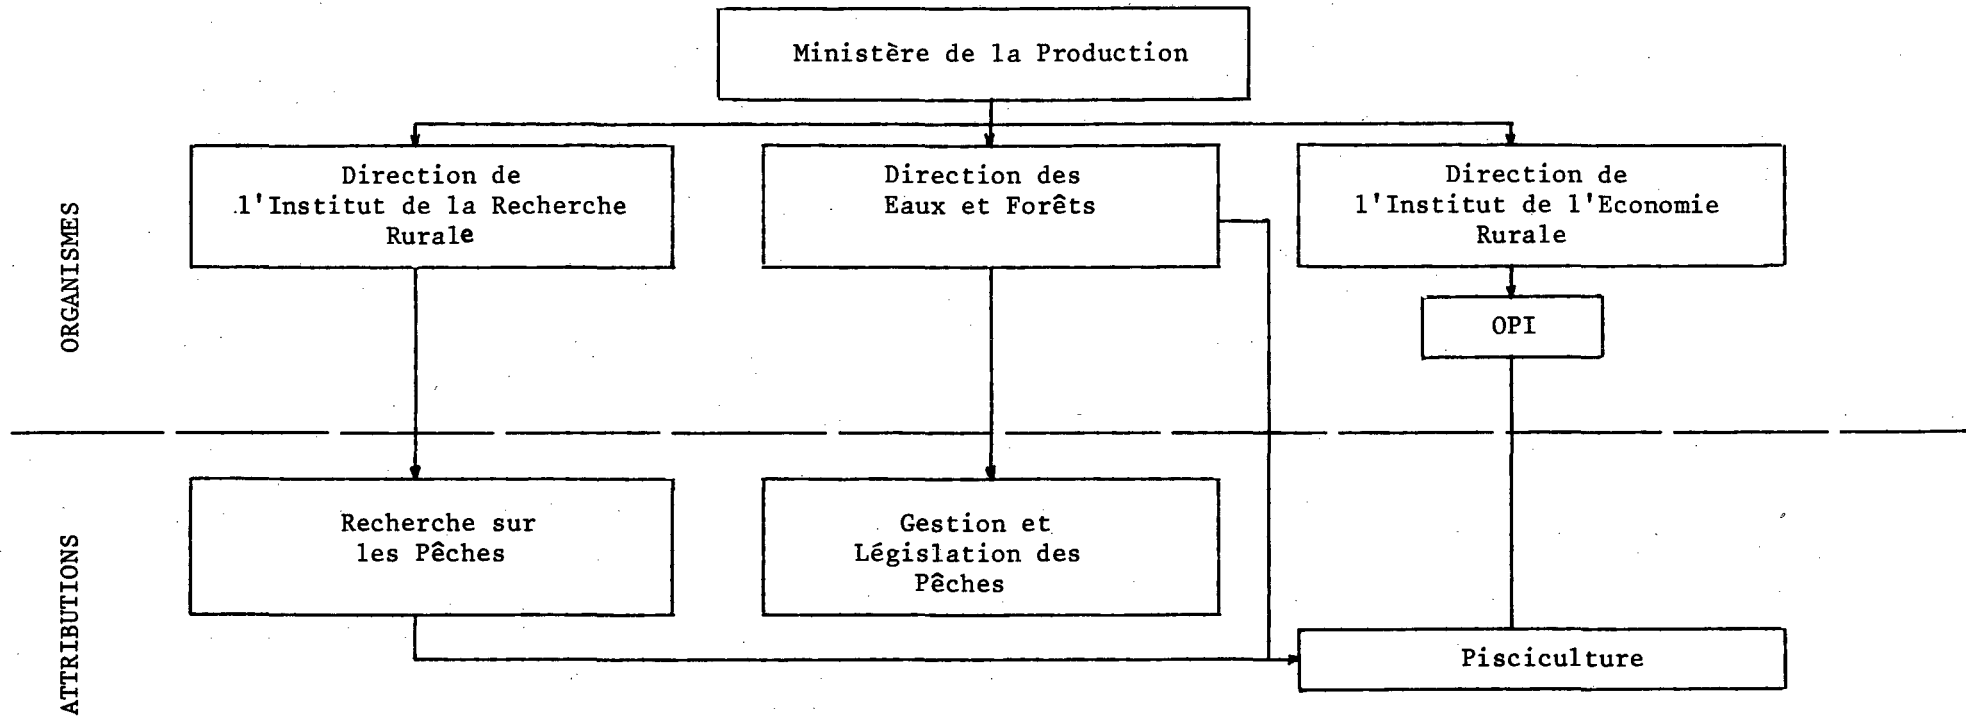 Ministère de la Production
Direction de
l'Institut de la Recherche
Rurale
Direction des
Eaux et Forêts
Direction de
l'Institut de l'Economie
Rurale
ORGANISMES
OPI
Recherche sur
les Pêches
Gestion et
Législation des
Pêches
ATTRIBUTIONS
Pisciculture